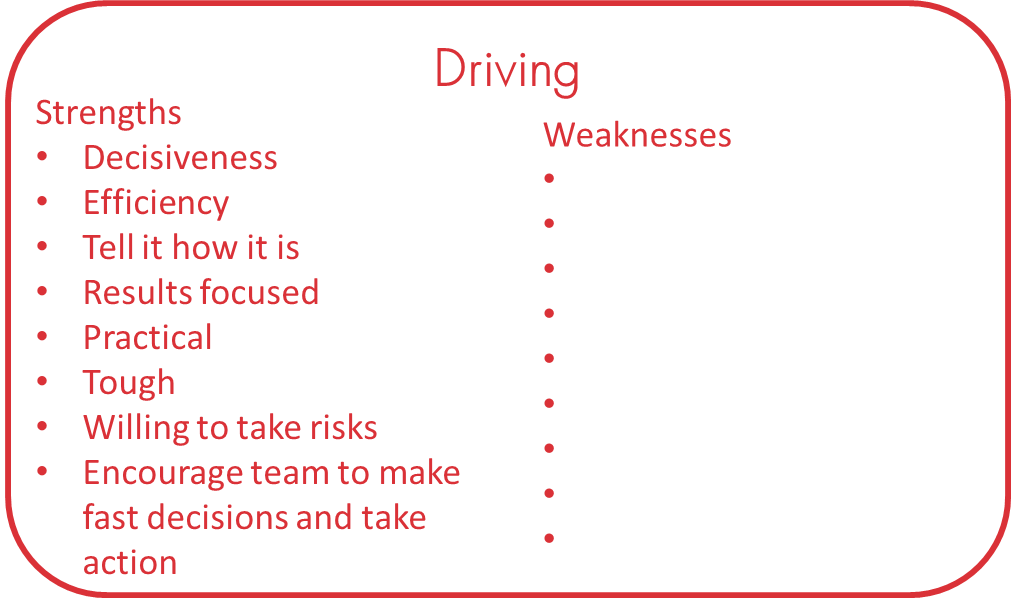 Driving
Strengths
• Decisiveness
• Efficiency
• Tell it how it is
• Results focused
• Practical
• Tough
• Willing to take risks
• Encourage team to make
fast decisions and take
action
Weaknesses
•
•
•
•
•
•
•
•
•